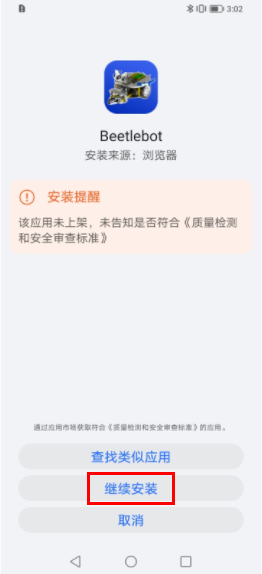 3:02
Beetlebot
安装来源：浏览器
安装提醒
该应用未上架，未告知是否符合《质量检测
和安全审查标准》
通过应用市场获取符合《质量检测和安全审查标准》的应用。
查找类似应用
继续安装
取消